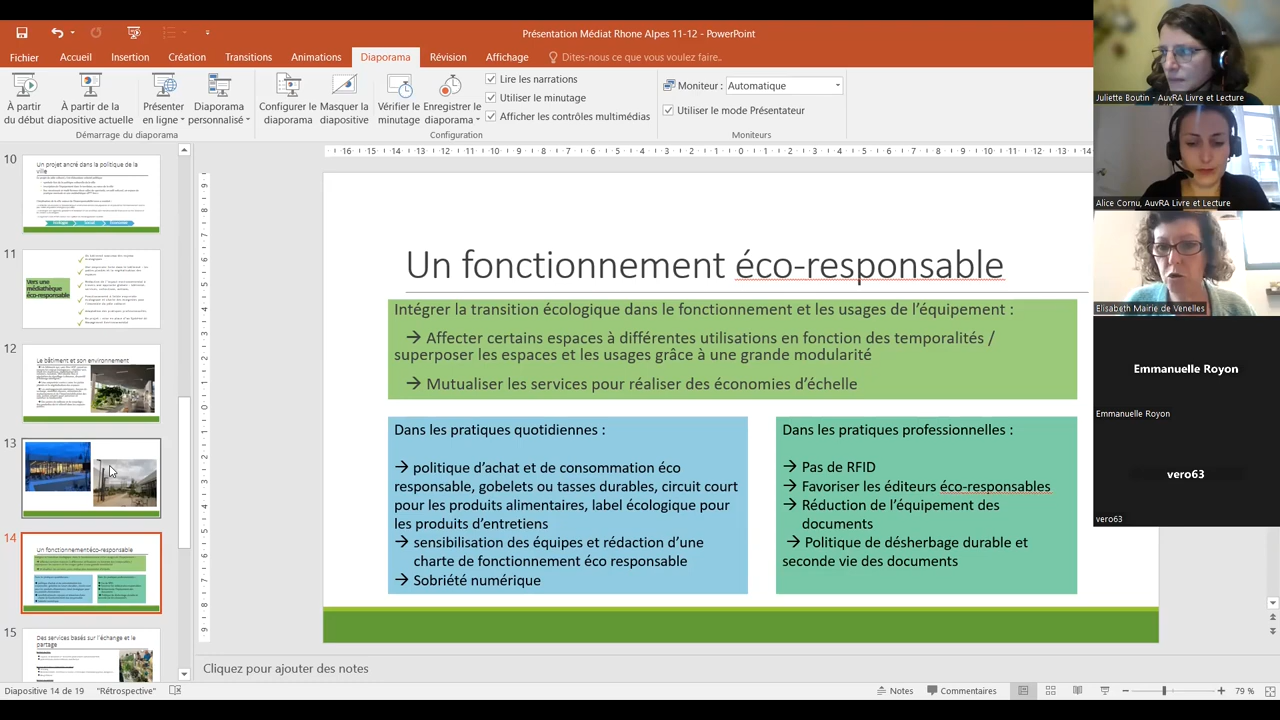 Présentation Médiat Rhone Alpes 11-12 - PowerPoint
Fichier Accueil Insertion Création Transitions Animations Diaporama Révision Affichage Dites-nous ce que vous voulez faire..
À partir du début
À partir de la diapositive actuelle
Présenter en ligne
Diaporama personnalisé
Configurer le diaporama
Masquer la diapositive
Vérifier le minutage
Enregistrer le diaporama
Lire les narrations
Utiliser le minutage
Afficher les contrôles multimédias
Moniteur : Automatique
Utiliser le mode Présentateur
Démarrage du diaporama Configuration Moniteurs
10
Un projet ancré dans la politique de la
ville
11
Vers une
médiathèque
éco-responsable
12
Le bâtiment et son environnement
13
14
Un fonctionnement éco-responsable
15
Des services basés sur l'échange et le
partage
Un fonctionnement éco-responsable
Intégrer la transition écologique dans le fonctionnement et les usages de l'équipement :
→ Affecter certains espaces à différentes utilisations en fonction des temporalités /
superposer les espaces et les usages grâce à une grande modularité
→ Mutualiser les services pour réaliser des économies d'échelle
Dans les pratiques quotidiennes :
→ politique d'achat et de consommation éco
responsable, gobelets ou tasses durables, circuit court
pour les produits alimentaires, label écologique pour
les produits d'entretiens
→ sensibilisation des équipes et rédaction d'une
charte de fonctionnement éco responsable
→ Sobriété numérique
Dans les pratiques professionnelles :
→ Pas de RFID
→ Favoriser les éditeurs éco-responsables
→ Réduction de l'équipement des
documents
→ Politique de désherbage durable et
seconde vie des documents
Cliquez pour ajouter des notes
Diapositive 14 de 19 "Rétrospective" Notes Commentaires 79 %
Juliette Boutin - AuvRA Livre et Lecture
Alice Cornu, AuvRA Livre et Lecture
Elisabeth Mairie de Venelles
Emmanuelle Royon
Emmanuelle Royon
vero63
vero63